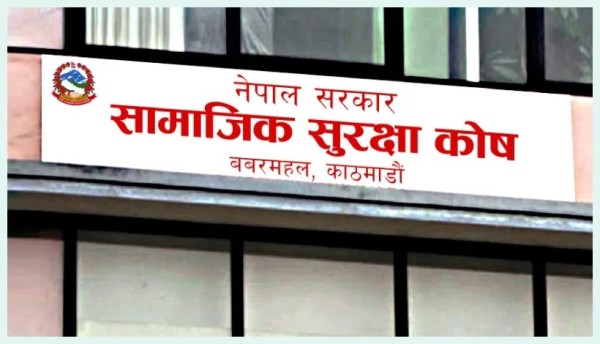 नेपाल सरकार
सामाजिक सुरक्षा कोष
बबरमहल, काठमाडौं